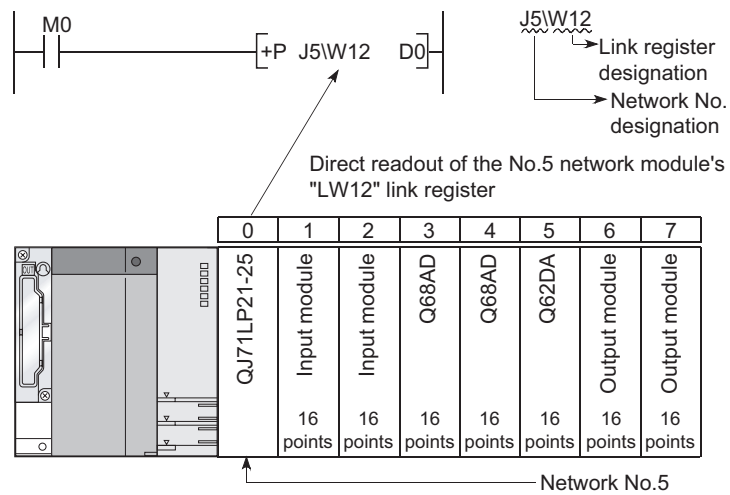 M0
+P J5\W12 D0
J5\W12
Link register
designation
Network No.
designation
Direct readout of the No.5 network module's
"LW12" link register
0 1 2 3 4 5 6 7
OUT
QJ71LP21-25
Input module
Input module
Q68AD
Q68AD
Q62DA
Output module
Output module
16 16 16 16 16 16 16
points points points points points points points
Network No.5